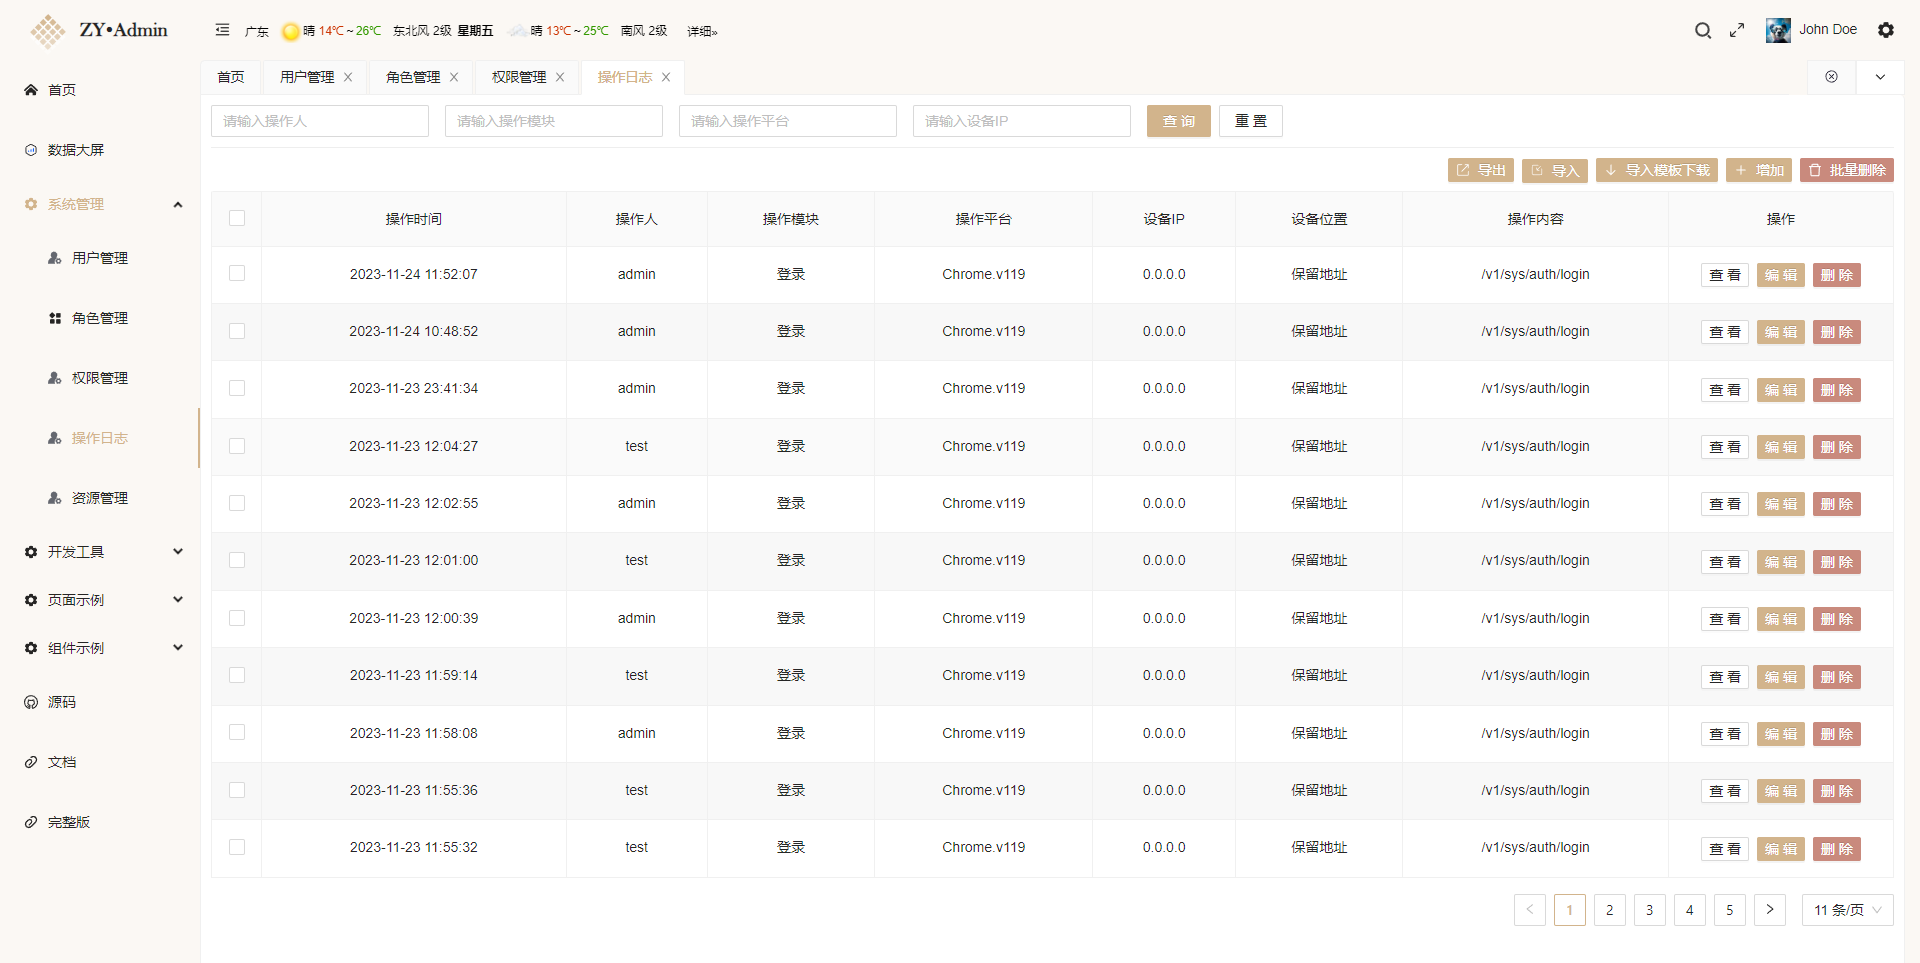 ZY•Admin
广东 晴 14℃~26℃ 东北风 2级 星期五 晴 13℃~25℃ 南风 2级 详细»
John Doe
首页
数据大屏
系统管理
用户管理
角色管理
权限管理
操作日志
资源管理
开发工具
页面示例
组件示例
源码
文档
完整版
首页 用户管理 角色管理 权限管理 操作日志
请输入操作人 请输入操作模块 请输入操作平台 请输入设备IP 查 询 重 置
导出 导入 导入模板下载 增加 批量删除
操作时间 操作人 操作模块 操作平台 设备IP 设备位置 操作内容 操作
2023-11-24 11:52:07 admin 登录 Chrome.v119 0.0.0.0 保留地址 /v1/sys/auth/login 查 看 编 辑 删 除
2023-11-24 10:48:52 admin 登录 Chrome.v119 0.0.0.0 保留地址 /v1/sys/auth/login 查 看 编 辑 删 除
2023-11-23 23:41:34 admin 登录 Chrome.v119 0.0.0.0 保留地址 /v1/sys/auth/login 查 看 编 辑 删 除
2023-11-23 12:04:27 test 登录 Chrome.v119 0.0.0.0 保留地址 /v1/sys/auth/login 查 看 编 辑 删 除
2023-11-23 12:02:55 admin 登录 Chrome.v119 0.0.0.0 保留地址 /v1/sys/auth/login 查 看 编 辑 删 除
2023-11-23 12:01:00 test 登录 Chrome.v119 0.0.0.0 保留地址 /v1/sys/auth/login 查 看 编 辑 删 除
2023-11-23 12:00:39 admin 登录 Chrome.v119 0.0.0.0 保留地址 /v1/sys/auth/login 查 看 编 辑 删 除
2023-11-23 11:59:14 test 登录 Chrome.v119 0.0.0.0 保留地址 /v1/sys/auth/login 查 看 编 辑 删 除
2023-11-23 11:58:08 admin 登录 Chrome.v119 0.0.0.0 保留地址 /v1/sys/auth/login 查 看 编 辑 删 除
2023-11-23 11:55:36 test 登录 Chrome.v119 0.0.0.0 保留地址 /v1/sys/auth/login 查 看 编 辑 删 除
2023-11-23 11:55:32 test 登录 Chrome.v119 0.0.0.0 保留地址 /v1/sys/auth/login 查 看 编 辑 删 除
1 2 3 4 5 11 条/页